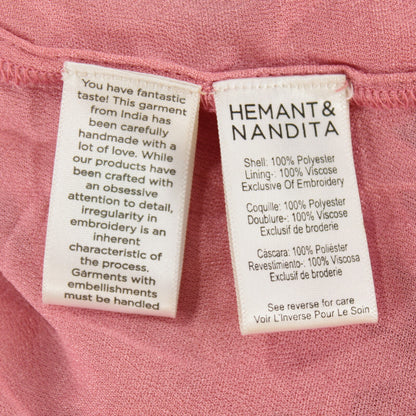 You have fantastic
taste! This garment
from India has
been carefully
handmade with a
lot of love. While
our products have
been crafted with
an obsessive
attention to detail,
irregularity in
embroidery is an
inherent
characteristic of
the process.
Garments with
embellishments
must be handled
HEMANT &
NANDITA
Shell: 100% Polyester
Lining-: 100% Viscose
Exclusive Of Embroidery
Coquille: 100% Polyester
Doublure-: 100% Viscose
Exclusif de broderie
Cáscara: 100% Poliéster
Revestimiento-: 100% Viscosa
Exclusif de broderie
See reverse for care
Voir L'Inverse Pour Le Soin